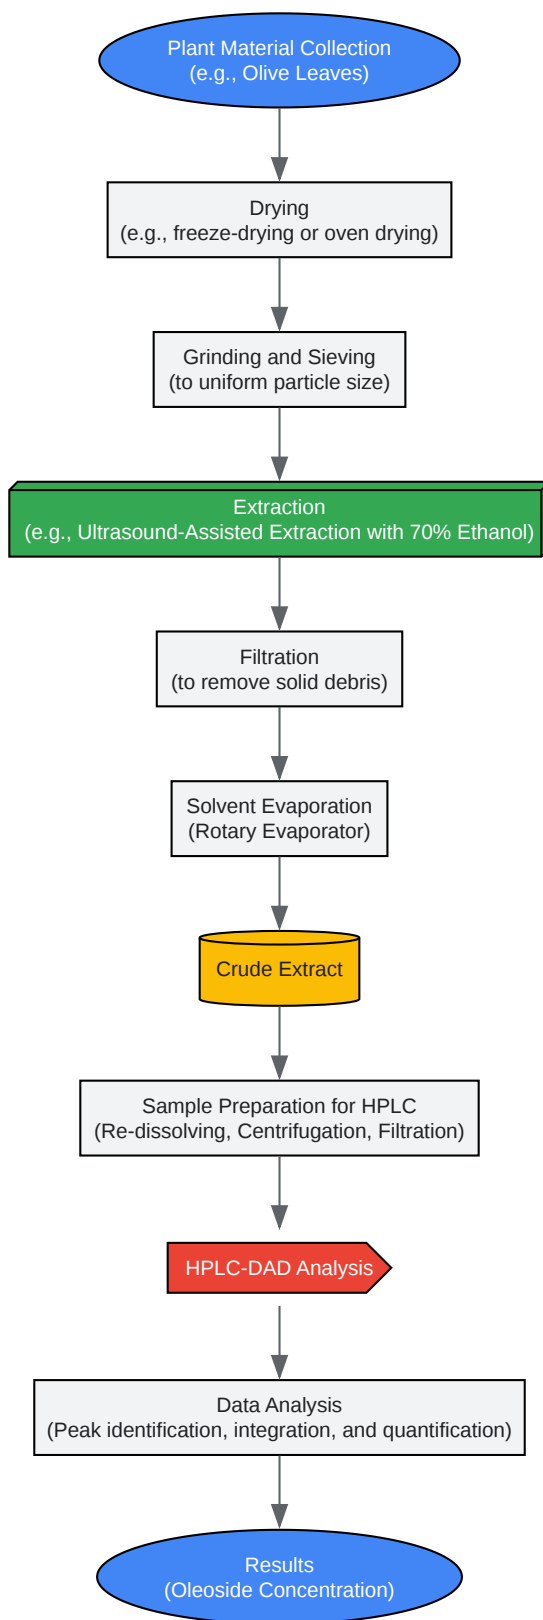 Plant Material Collection
(e.g., Olive Leaves)
Drying
(e.g., freeze-drying or oven drying)
Grinding and Sieving
(to uniform particle size)
Extraction
(e.g., Ultrasound-Assisted Extraction with 70% Ethanol)
Filtration
(to remove solid debris)
Solvent Evaporation
(Rotary Evaporator)
Crude Extract
Sample Preparation for HPLC
(Re-dissolving, Centrifugation, Filtration)
HPLC-DAD Analysis
Data Analysis
(Peak identification, integration, and quantification)
Results
(Oleoside Concentration)